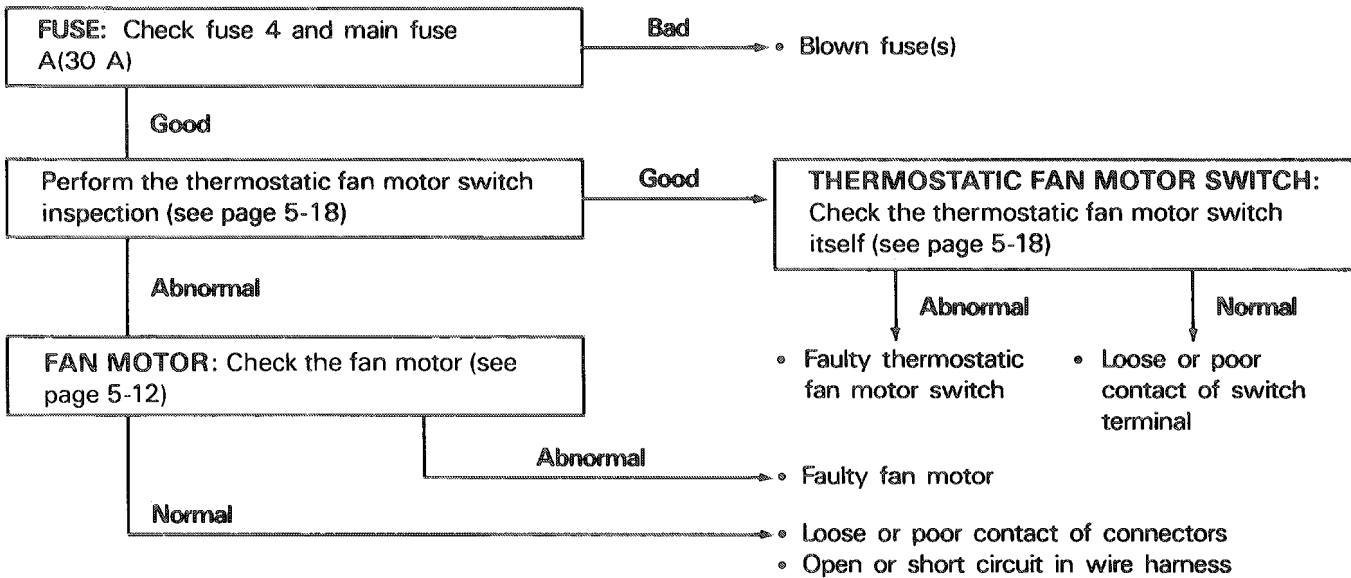 FUSE: Check fuse 4 and main fuse
A(30 A)
Bad
• Blown fuse(s)
Good
Perform the thermostatic fan motor switch
inspection (see page 5-18)
Good
THERMOSTATIC FAN MOTOR SWITCH:
Check the thermostatic fan motor switch
itself (see page 5-18)
Abnormal
Abnormal
Normal
FAN MOTOR: Check the fan motor (see
page 5-12)
• Faulty thermostatic
fan motor switch
• Loose or poor
contact of switch
terminal
Abnormal
• Faulty fan motor
Normal
• Loose or poor contact of connectors
• Open or short circuit in wire harness